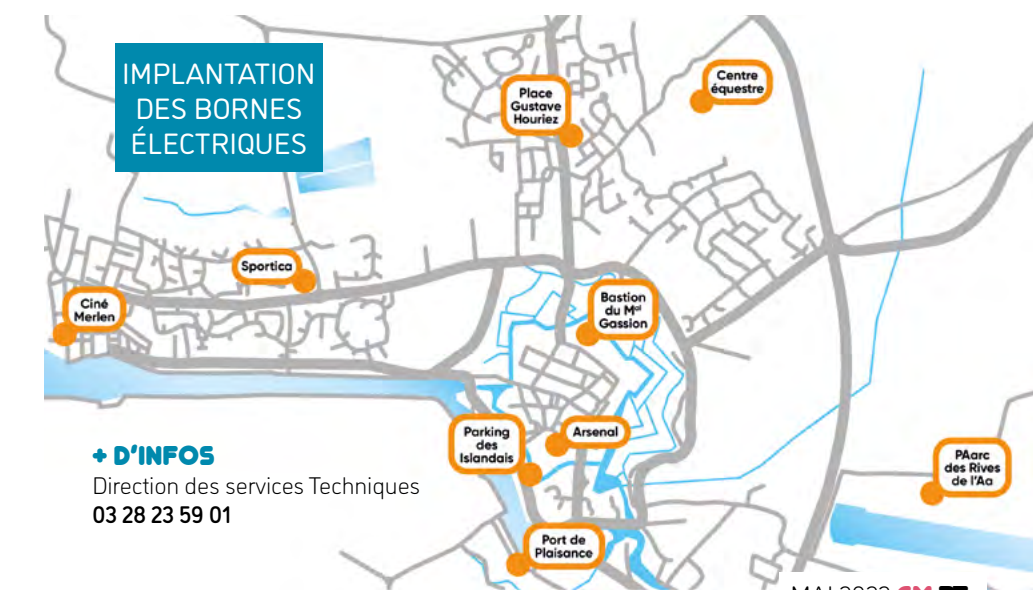 IMPLANTATION
DES BORNES
ÉLECTRIQUES
Place
Gustave
Houriez
Centre
équestre
Sportica
Ciné
Merlen
Bastion
du Mal
Gassion
Parking
des
Islandais
Arsenal
PAarc
des Rives
de l'Aa
Port de
Plaisance
+ D'INFOS
Direction des services Techniques
03 28 23 59 01